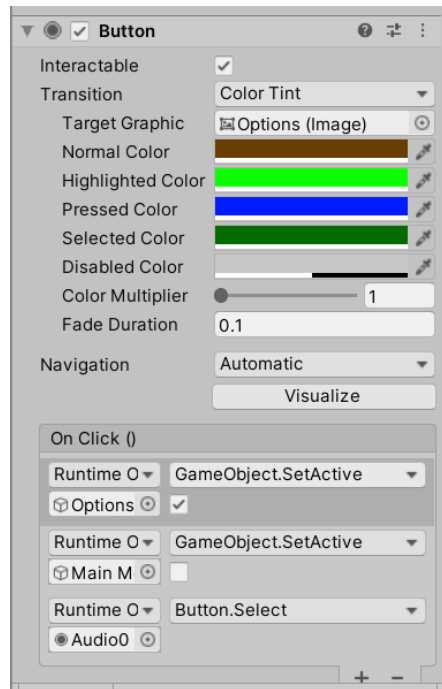 Button
Interactable
Transition Color Tint
Target Graphic Options (Image)
Normal Color
Highlighted Color
Pressed Color
Selected Color
Disabled Color
Color Multiplier 1
Fade Duration 0.1
Navigation Automatic
Visualize
On Click ()
Runtime O GameObject.SetActive
Options
Runtime O GameObject.SetActive
Main M
Runtime O Button.Select
Audio0
+ −